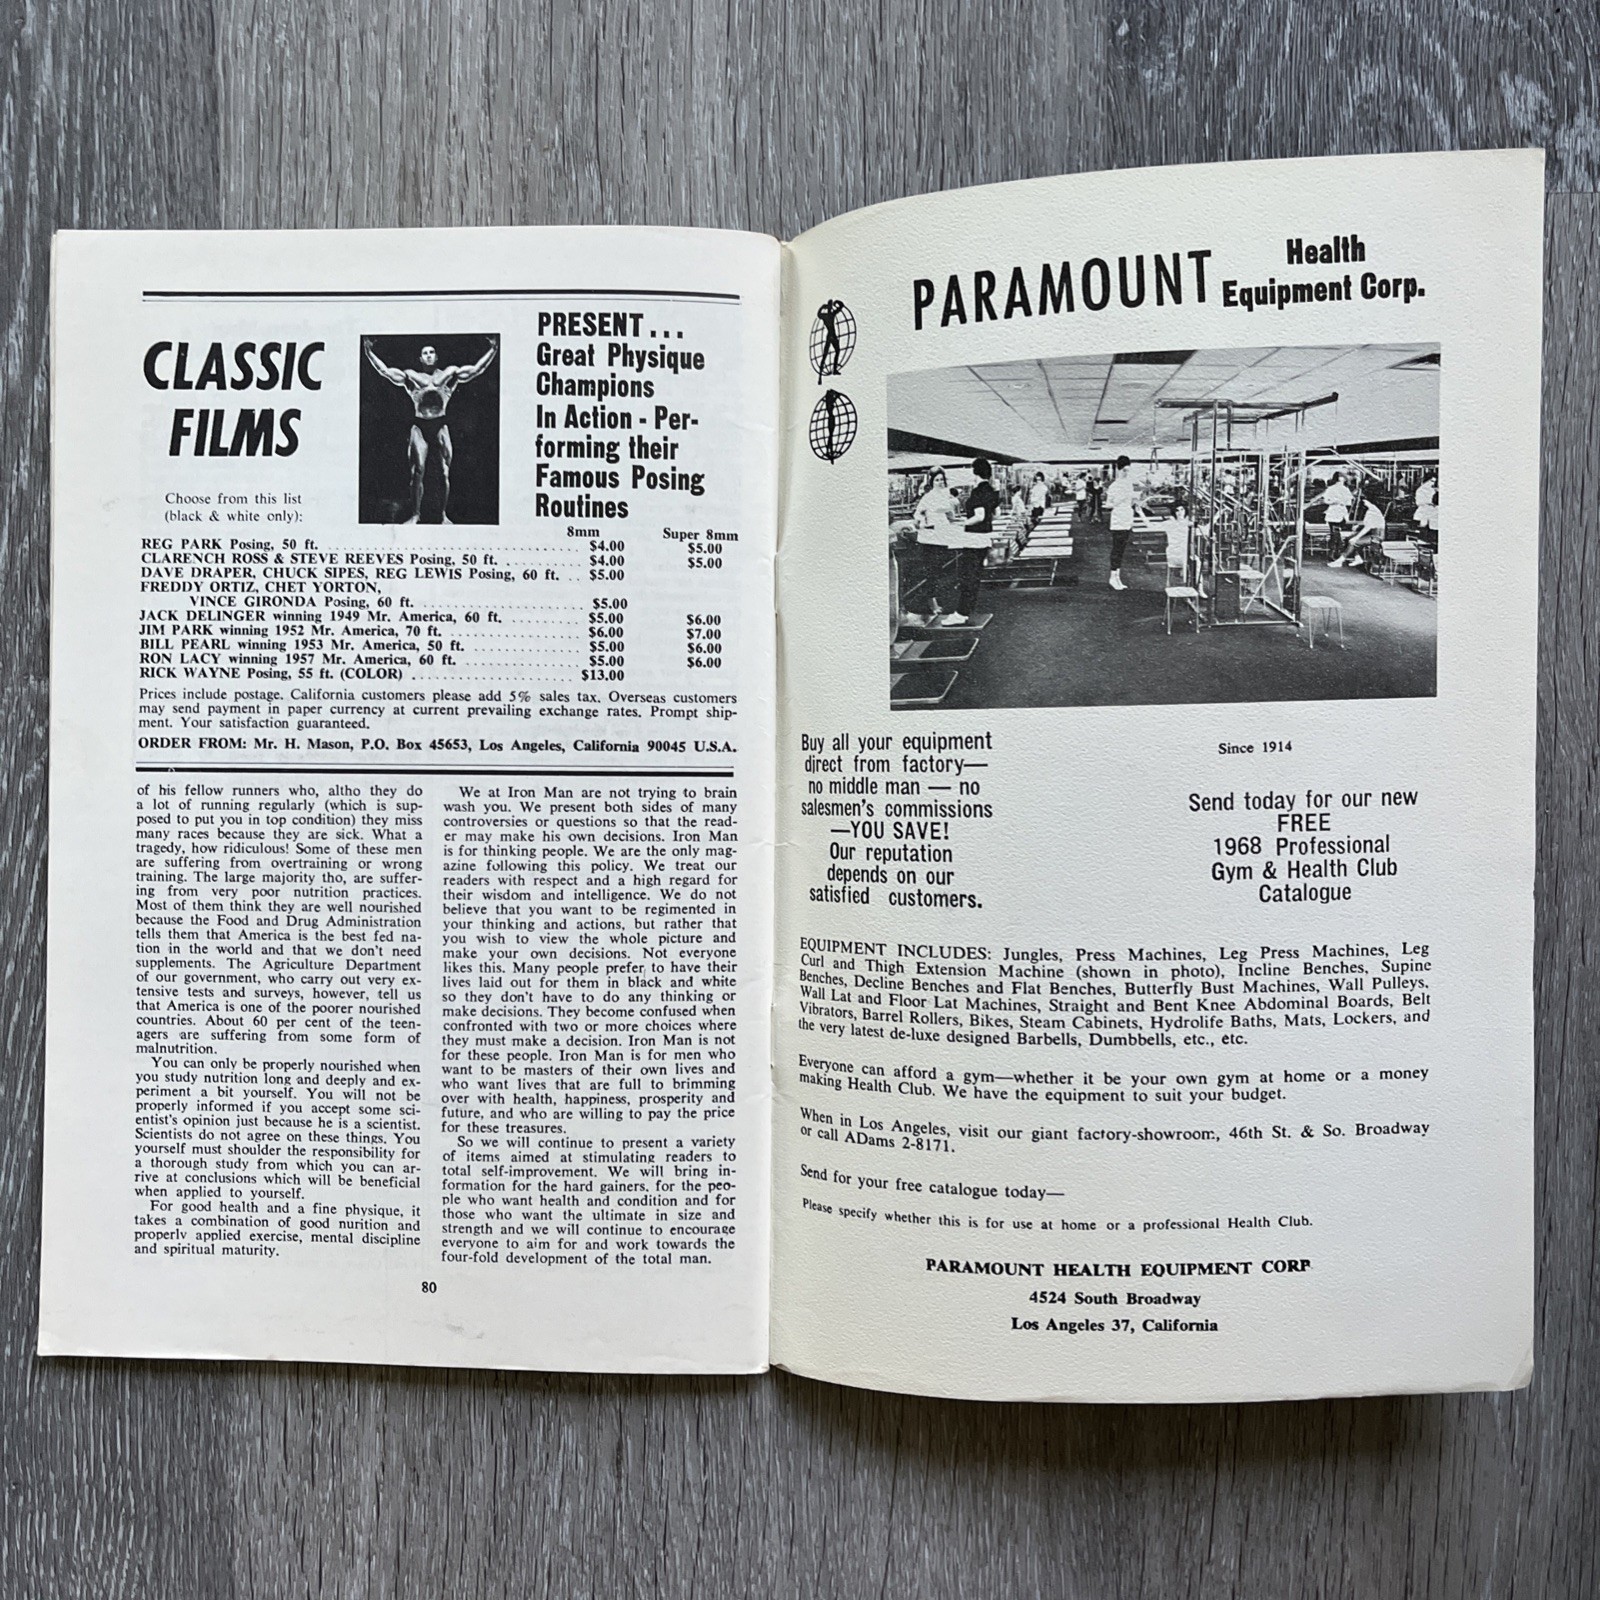 CLASSIC
FILMS
Choose from this list
(black & white only):
PRESENT...
Great Physique
Champions
In Action - Per-
forming their
Famous Posing
Routines
8mm Super 8mm
REG PARK Posing, 50 ft. $4.00 $5.00
CLARENCH ROSS & STEVE REEVES Posing, 50 ft. $4.00 $5.00
DAVE DRAPER, CHUCK SIPES, REG LEWIS Posing, 60 ft. $5.00
FREDDY ORTIZ, CHET YORTON,
VINCE GIRONDA Posing, 60 ft. $5.00
JACK DELINGER winning 1949 Mr. America, 60 ft. $5.00 $6.00
JIM PARK winning 1952 Mr. America, 70 ft. $6.00 $7.00
BILL PEARL winning 1953 Mr. America, 50 ft. $5.00 $6.00
RON LACY winning 1957 Mr. America, 60 ft. $5.00 $6.00
RICK WAYNE Posing, 55 ft. (COLOR) $13.00
Prices include postage. California customers please add 5% sales tax. Overseas customers
may send payment in paper currency at current prevailing exchange rates. Prompt ship-
ment. Your satisfaction guaranteed.
ORDER FROM: Mr. H. Mason, P.O. Box 45653, Los Angeles, California 90045 U.S.A.
of his fellow runners who, altho they do
a lot of running regularly (which is sup-
posed to put you in top condition) they miss
many races because they are sick. What a
tragedy, how ridiculous! Some of these men
are suffering from overtraining or wrong
training. The large majority tho, are suffer-
ing from very poor nutrition practices.
Most of them think they are well nourished
because the Food and Drug Administration
tells them that America is the best fed na-
tion in the world and that we don't need
supplements. The Agriculture Department
of our government, who carry out very ex-
tensive tests and surveys, however, tell us
that America is one of the poorer nourished
countries. About 60 per cent of the teen-
agers are suffering from some form of
malnutrition.
You can only be properly nourished when
you study nutrition long and deeply and ex-
periment a bit yourself. You will not be
properly informed if you accept some sci-
entist's opinion just because he is a scientist.
Scientists do not agree on these things. You
yourself must shoulder the responsibility for
a thorough study from which you can ar-
rive at conclusions which will be beneficial
when applied to yourself.
For good health and a fine physique, it
takes a combination of good nurition and
properly applied exercise, mental discipline
and spiritual maturity.
We at Iron Man are not trying to brain
wash you. We present both sides of many
controversies or questions so that the read-
er may make his own decisions. Iron Man
is for thinking people. We are the only mag-
azine following this policy. We treat our
readers with respect and a high regard for
their wisdom and intelligence. We do not
believe that you want to be regimented in
your thinking and actions, but rather that
you wish to view the whole picture and
make your own decisions. Not everyone
likes this. Many people prefer to have their
lives laid out for them in black and white
so they don't have to do any thinking or
make decisions. They become confused when
confronted with two or more choices where
they must make a decision. Iron Man is not
for these people. Iron Man is for men who
want to be masters of their own lives and
who want lives that are full to brimming
over with health, happiness, prosperity and
future, and who are willing to pay the price
for these treasures.
So we will continue to present a variety
of items aimed at stimulating readers to
total self-improvement. We will bring in-
formation for the hard gainers, for the peo-
ple who want health and condition and for
those who want the ultimate in size and
strength and we will continue to encourage
everyone to aim for and work towards the
four-fold development of the total man.
80
PARAMOUNT Health
Equipment Corp.
Buy all your equipment
direct from factory—
no middle man — no
salesmen's commissions
—YOU SAVE!
Our reputation
depends on our
satisfied customers.
Since 1914
Send today for our new
FREE
1968 Professional
Gym & Health Club
Catalogue
EQUIPMENT INCLUDES: Jungles, Press Machines, Leg Press Machines, Leg
Curl and Thigh Extension Machine (shown in photo), Incline Benches, Supine
Benches, Decline Benches and Flat Benches, Butterfly Bust Machines, Wall Pulleys,
Wall Lat and Floor Lat Machines, Straight and Bent Knee Abdominal Boards, Belt
Vibrators, Barrel Rollers, Bikes, Steam Cabinets, Hydrolife Baths, Mats, Lockers, and
the very latest de-luxe designed Barbells, Dumbbells, etc., etc.
Everyone can afford a gym—whether it be your own gym at home or a money
making Health Club. We have the equipment to suit your budget.
When in Los Angeles, visit our giant factory-showroom, 46th St. & So. Broadway
or call ADams 2-8171.
Send for your free catalogue today—
Please specify whether this is for use at home or a professional Health Club.
PARAMOUNT HEALTH EQUIPMENT CORP.
4524 South Broadway
Los Angeles 37, California